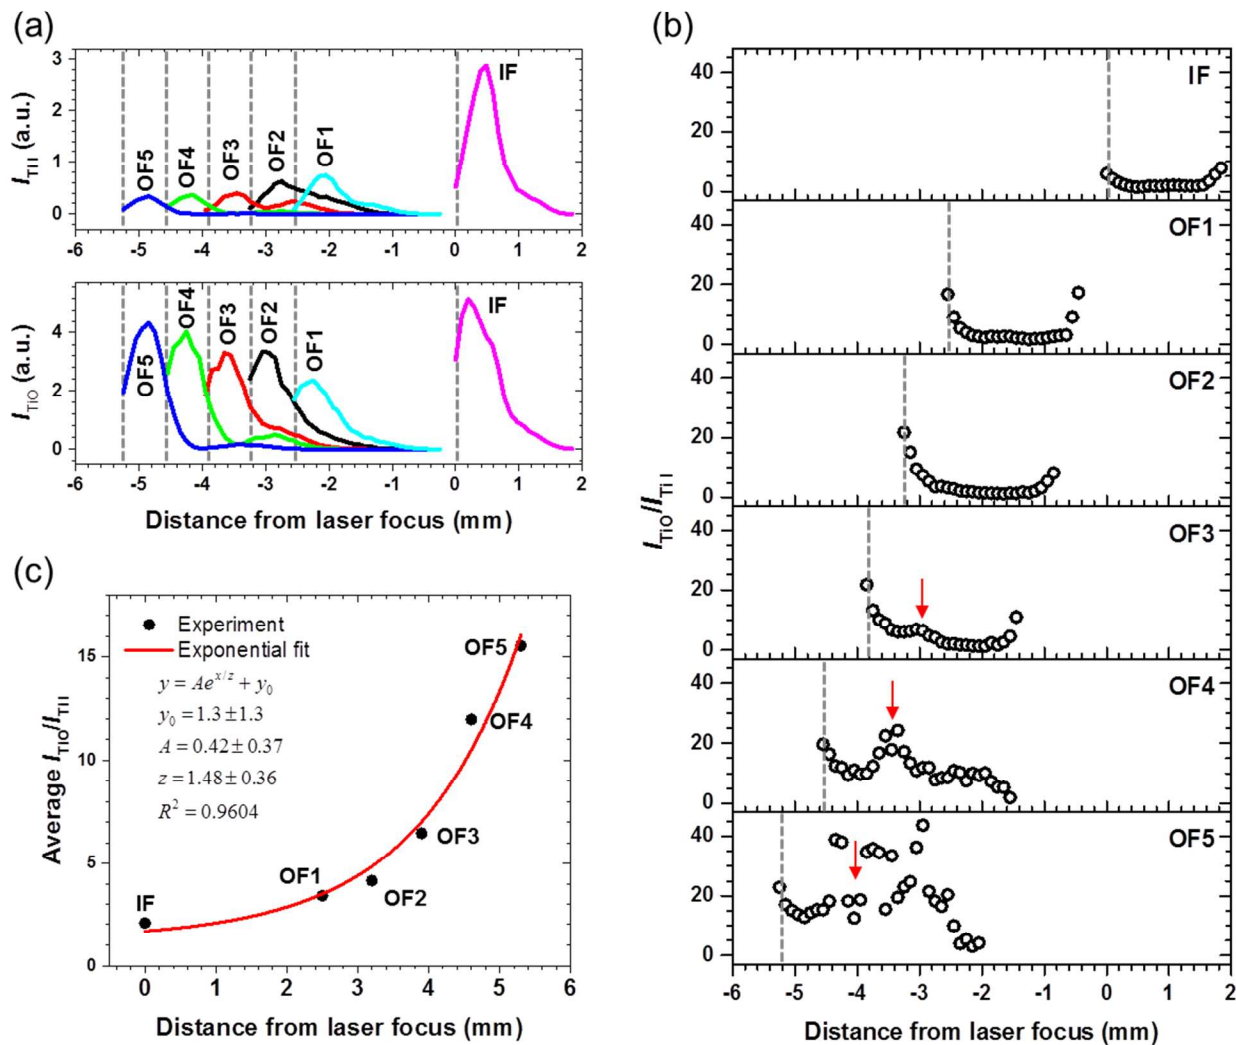 (a)
3
2
1
0
I_Ti I (a.u.)
OF5
OF4
OF3
OF2
OF1
IF
-6 -5 -4 -3 -2 -1 0 1 2
4
2
0
I_TiO (a.u.)
OF5
OF4
OF3
OF2
OF1
IF
-6 -5 -4 -3 -2 -1 0 1 2
Distance from laser focus (mm)
(b)
I_TiO/I_Ti I
40
20
0
IF
40
20
0
OF1
40
20
0
OF2
40
20
0
OF3
40
20
0
OF4
40
20
0
OF5
-6 -5 -4 -3 -2 -1 0 1 2
Distance from laser focus (mm)
(c)
Average I_TiO/I_Ti I
15
10
5
0
Experiment
Exponential fit
y = Ae^{x/z} + y_0
y_0 = 1.3 ± 1.3
A = 0.42 ± 0.37
z = 1.48 ± 0.36
R^2 = 0.9604
OF5
OF4
OF3
OF1
OF2
IF
0 1 2 3 4 5 6
Distance from laser focus (mm)